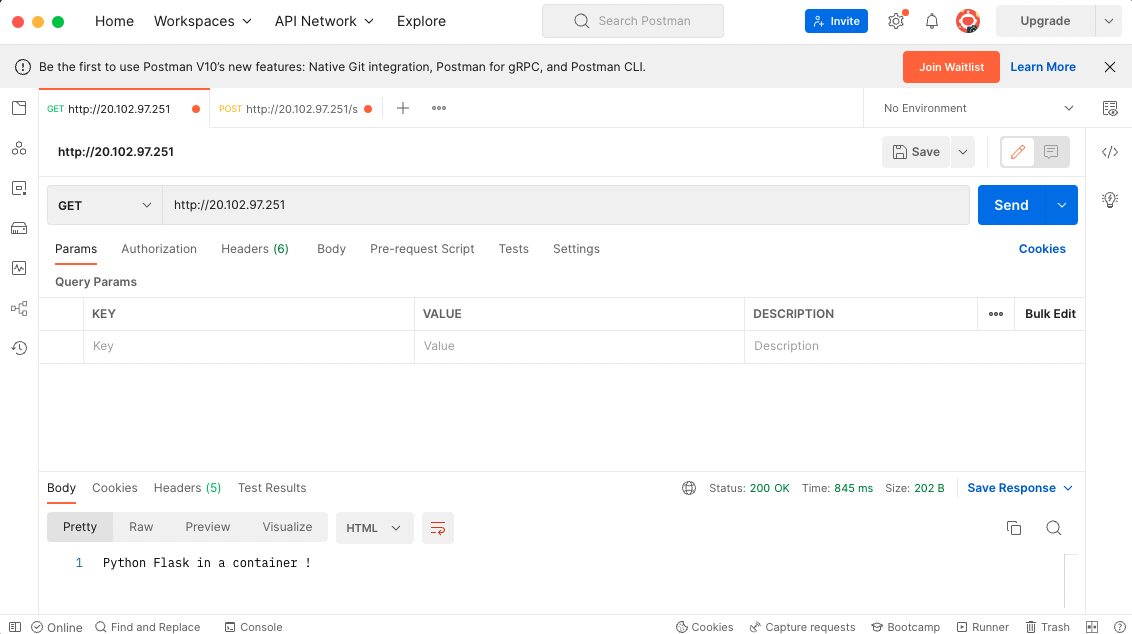 Home Workspaces API Network Explore Search Postman Invite Upgrade
Be the first to use Postman V10's new features: Native Git integration, Postman for gRPC, and Postman CLI. Join Waitlist Learn More
GET http://20.102.97.251 POST http://20.102.97.251/s No Environment
http://20.102.97.251 Save
GET http://20.102.97.251 Send
Params Authorization Headers (6) Body Pre-request Script Tests Settings Cookies
Query Params
KEY VALUE DESCRIPTION Bulk Edit
Key Value Description
Body Cookies Headers (5) Test Results Status: 200 OK Time: 845 ms Size: 202 B Save Response
Pretty Raw Preview Visualize HTML
1 Python Flask in a container !
Online Find and Replace Console Cookies Capture requests Bootcamp Runner Trash